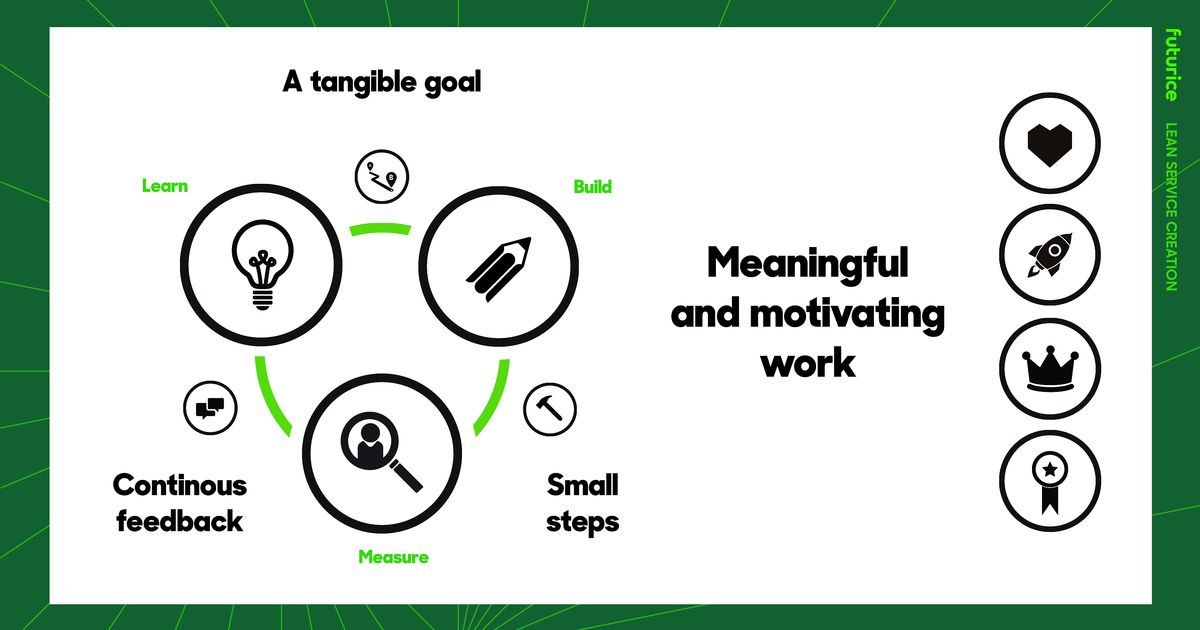 A tangible goal
Learn
Build
Meaningful
and motivating
work
Continous
feedback
Small
steps
Measure
futurice
LEAN SERVICE CREATION